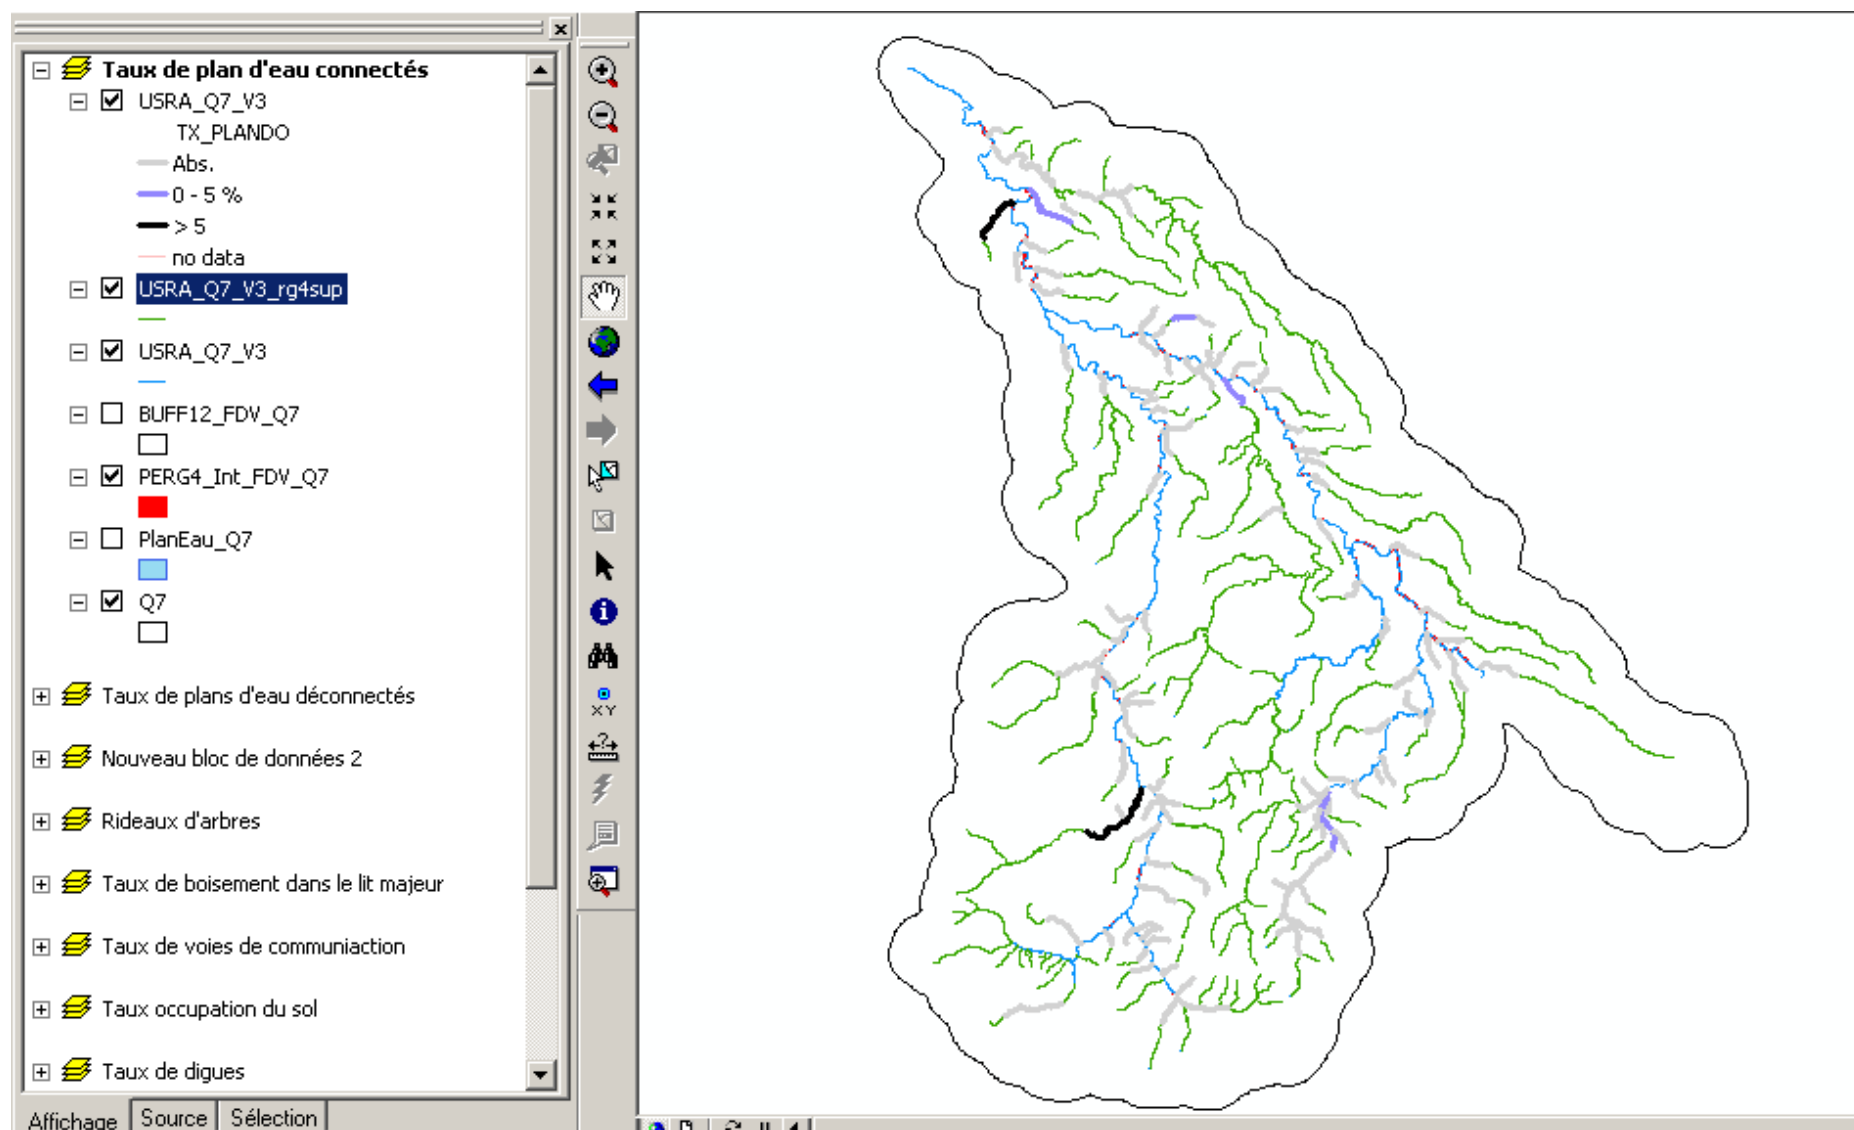 Taux de plan d'eau connectés
USRA_Q7_V3
TX_PLANDO
Abs.
0 - 5 %
> 5
no data
USRA_Q7_V3_rg4sup
USRA_Q7_V3
BUFF12_FDV_Q7
PERG4_Int_FDV_Q7
PlanEau_Q7
Q7
Taux de plans d'eau déconnectés
Nouveau bloc de données 2
Rideaux d'arbres
Taux de boisement dans le lit majeur
Taux de voies de communiaction
Taux occupation du sol
Taux de digues
Affichage Source Sélection
XY